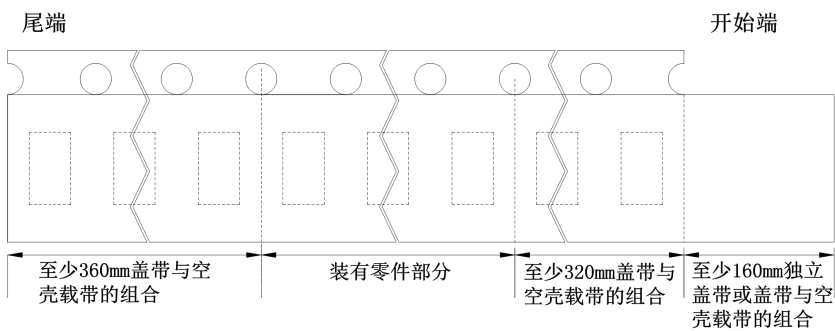 尾端
开始端
至少360mm盖带与空
壳载带的组合
装有零件部分
至少320mm盖带与
空壳载带的组合
至少160mm独立
盖带或盖带与空
壳载带的组合